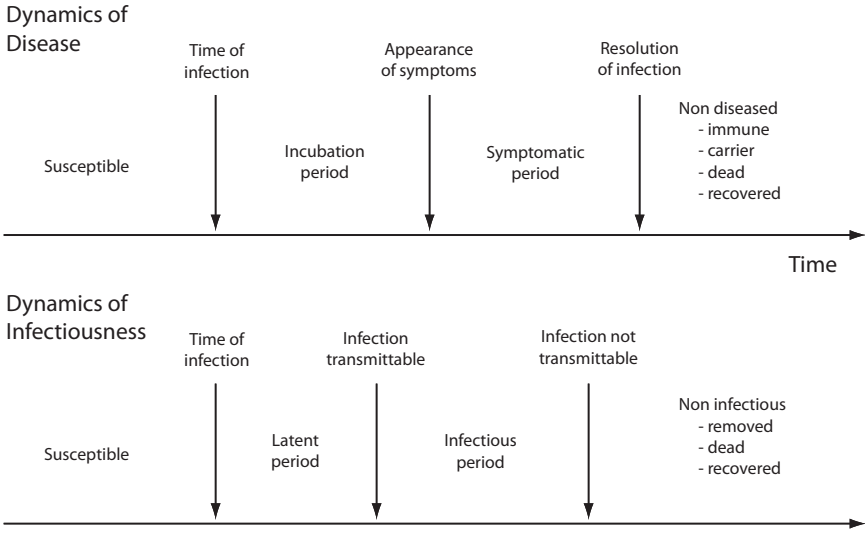 Dynamics of
Disease
Time of
infection
Appearance
of symptoms
Resolution
of infection
Susceptible
Incubation
period
Symptomatic
period
Non diseased
- immune
- carrier
- dead
- recovered
Time
Dynamics of
Infectiousness
Time of
infection
Infection
transmittable
Infection not
transmittable
Susceptible
Latent
period
Infectious
period
Non infectious
- removed
- dead
- recovered